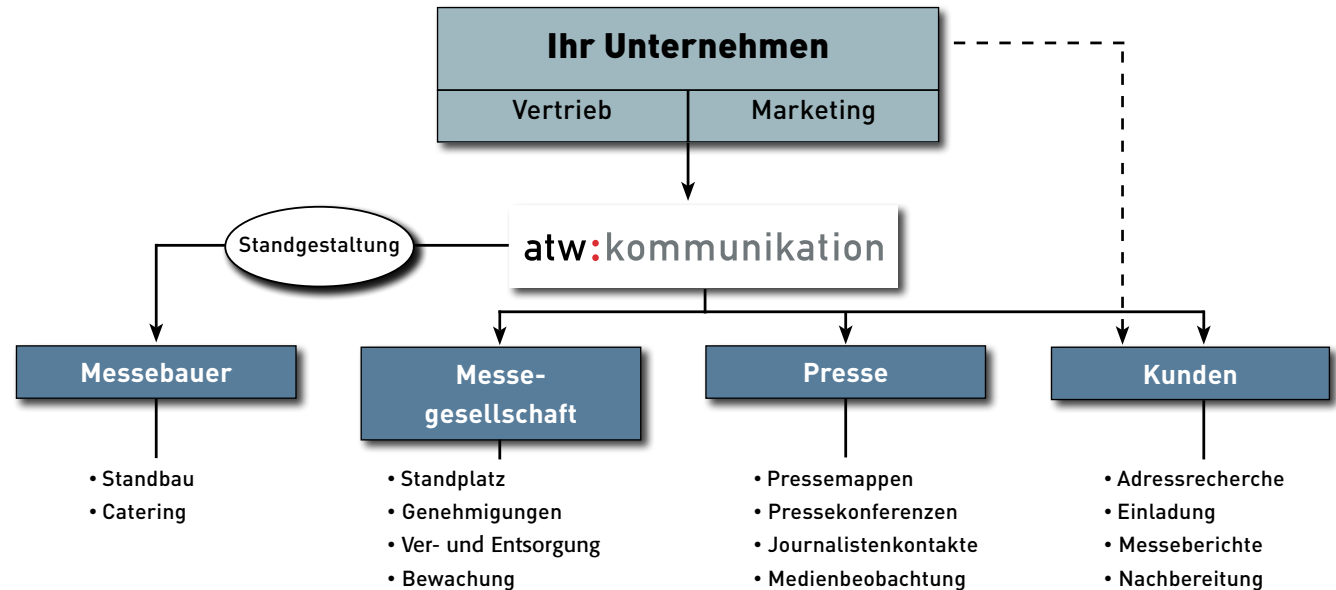 Ihr Unternehmen
Vertrieb
Marketing
Standgestaltung
atw:kommunikation
Messebauer
• Standbau
• Catering
Messe-
gesellschaft
• Standplatz
• Genehmigungen
• Ver- und Entsorgung
• Bewachung
Presse
• Pressemappen
• Pressekonferenzen
• Journalistenkontakte
• Medienbeobachtung
Kunden
• Adressrecherche
• Einladung
• Messeberichte
• Nachbereitung